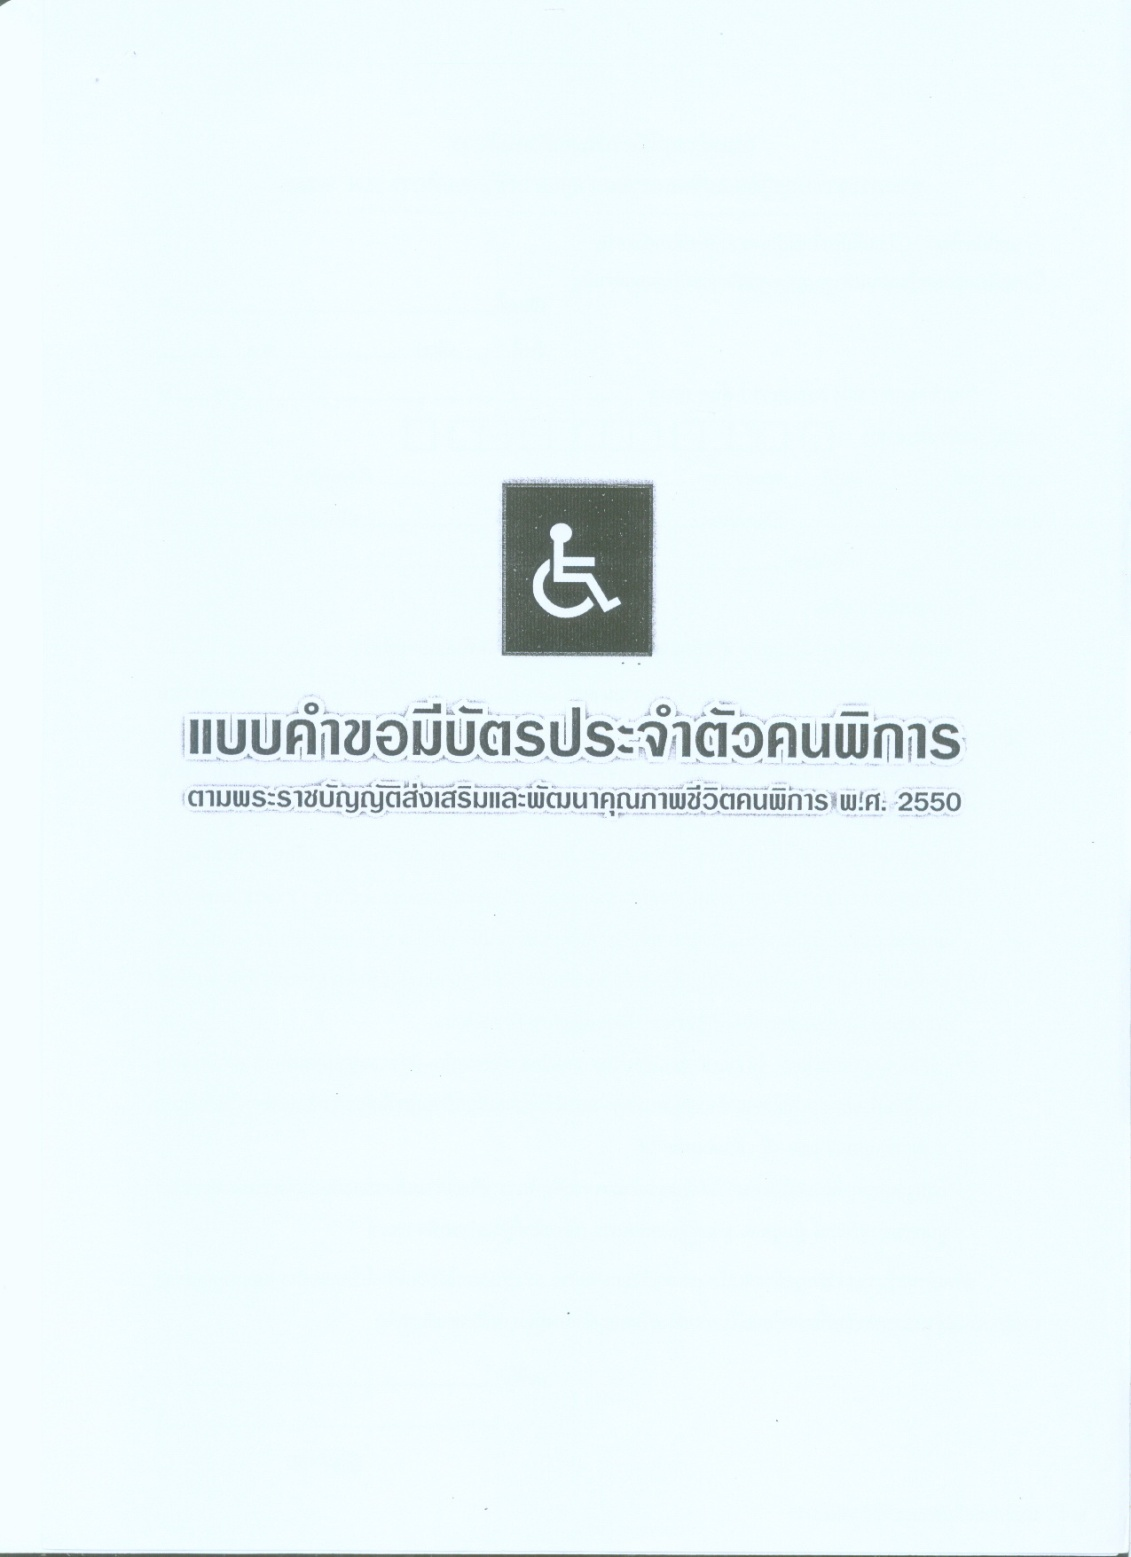 แบบคำขอมีบัตรประจำตัวคนพิการ
ตามพระราชบัญญัติส่งเสริมและพัฒนาคุณภาพชีวิตคนพิการ พ.ศ. 2550